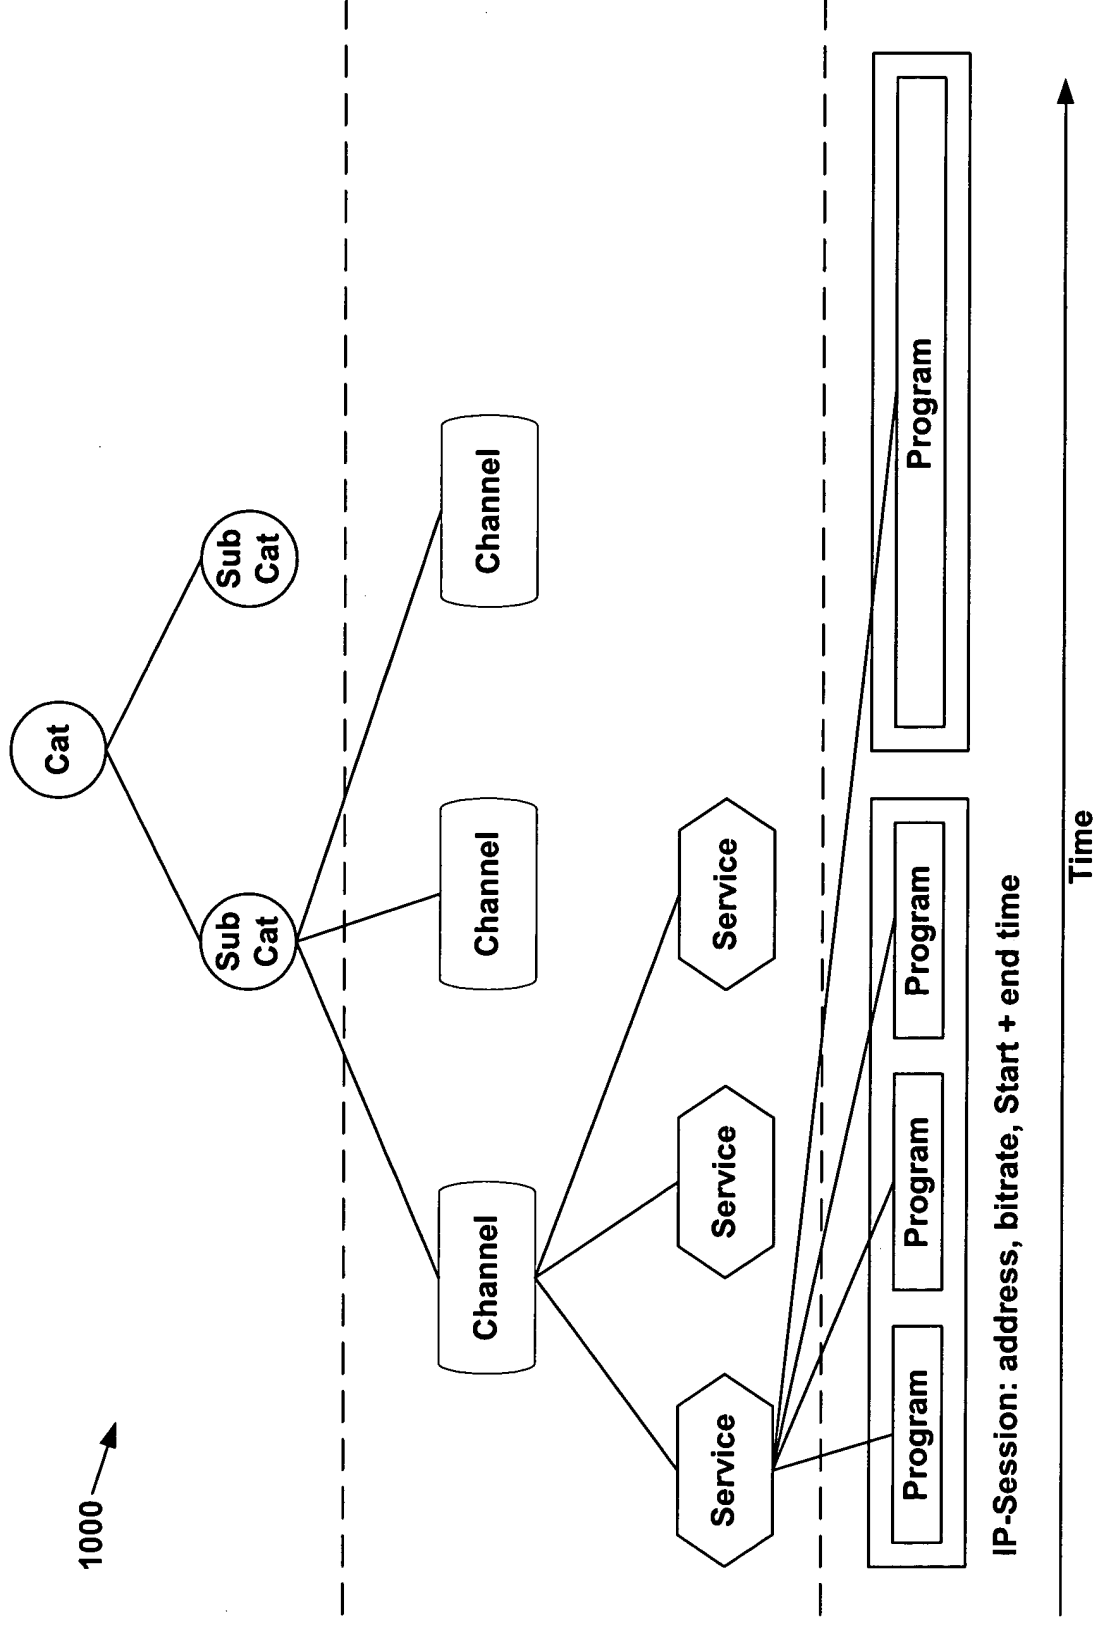 1000
Cat
Sub
Cat
Sub
Cat
Channel
Channel
Channel
Service
Service
Service
Program
Program
Program
Program
IP-Session: address, bitrate, Start + end time
Time